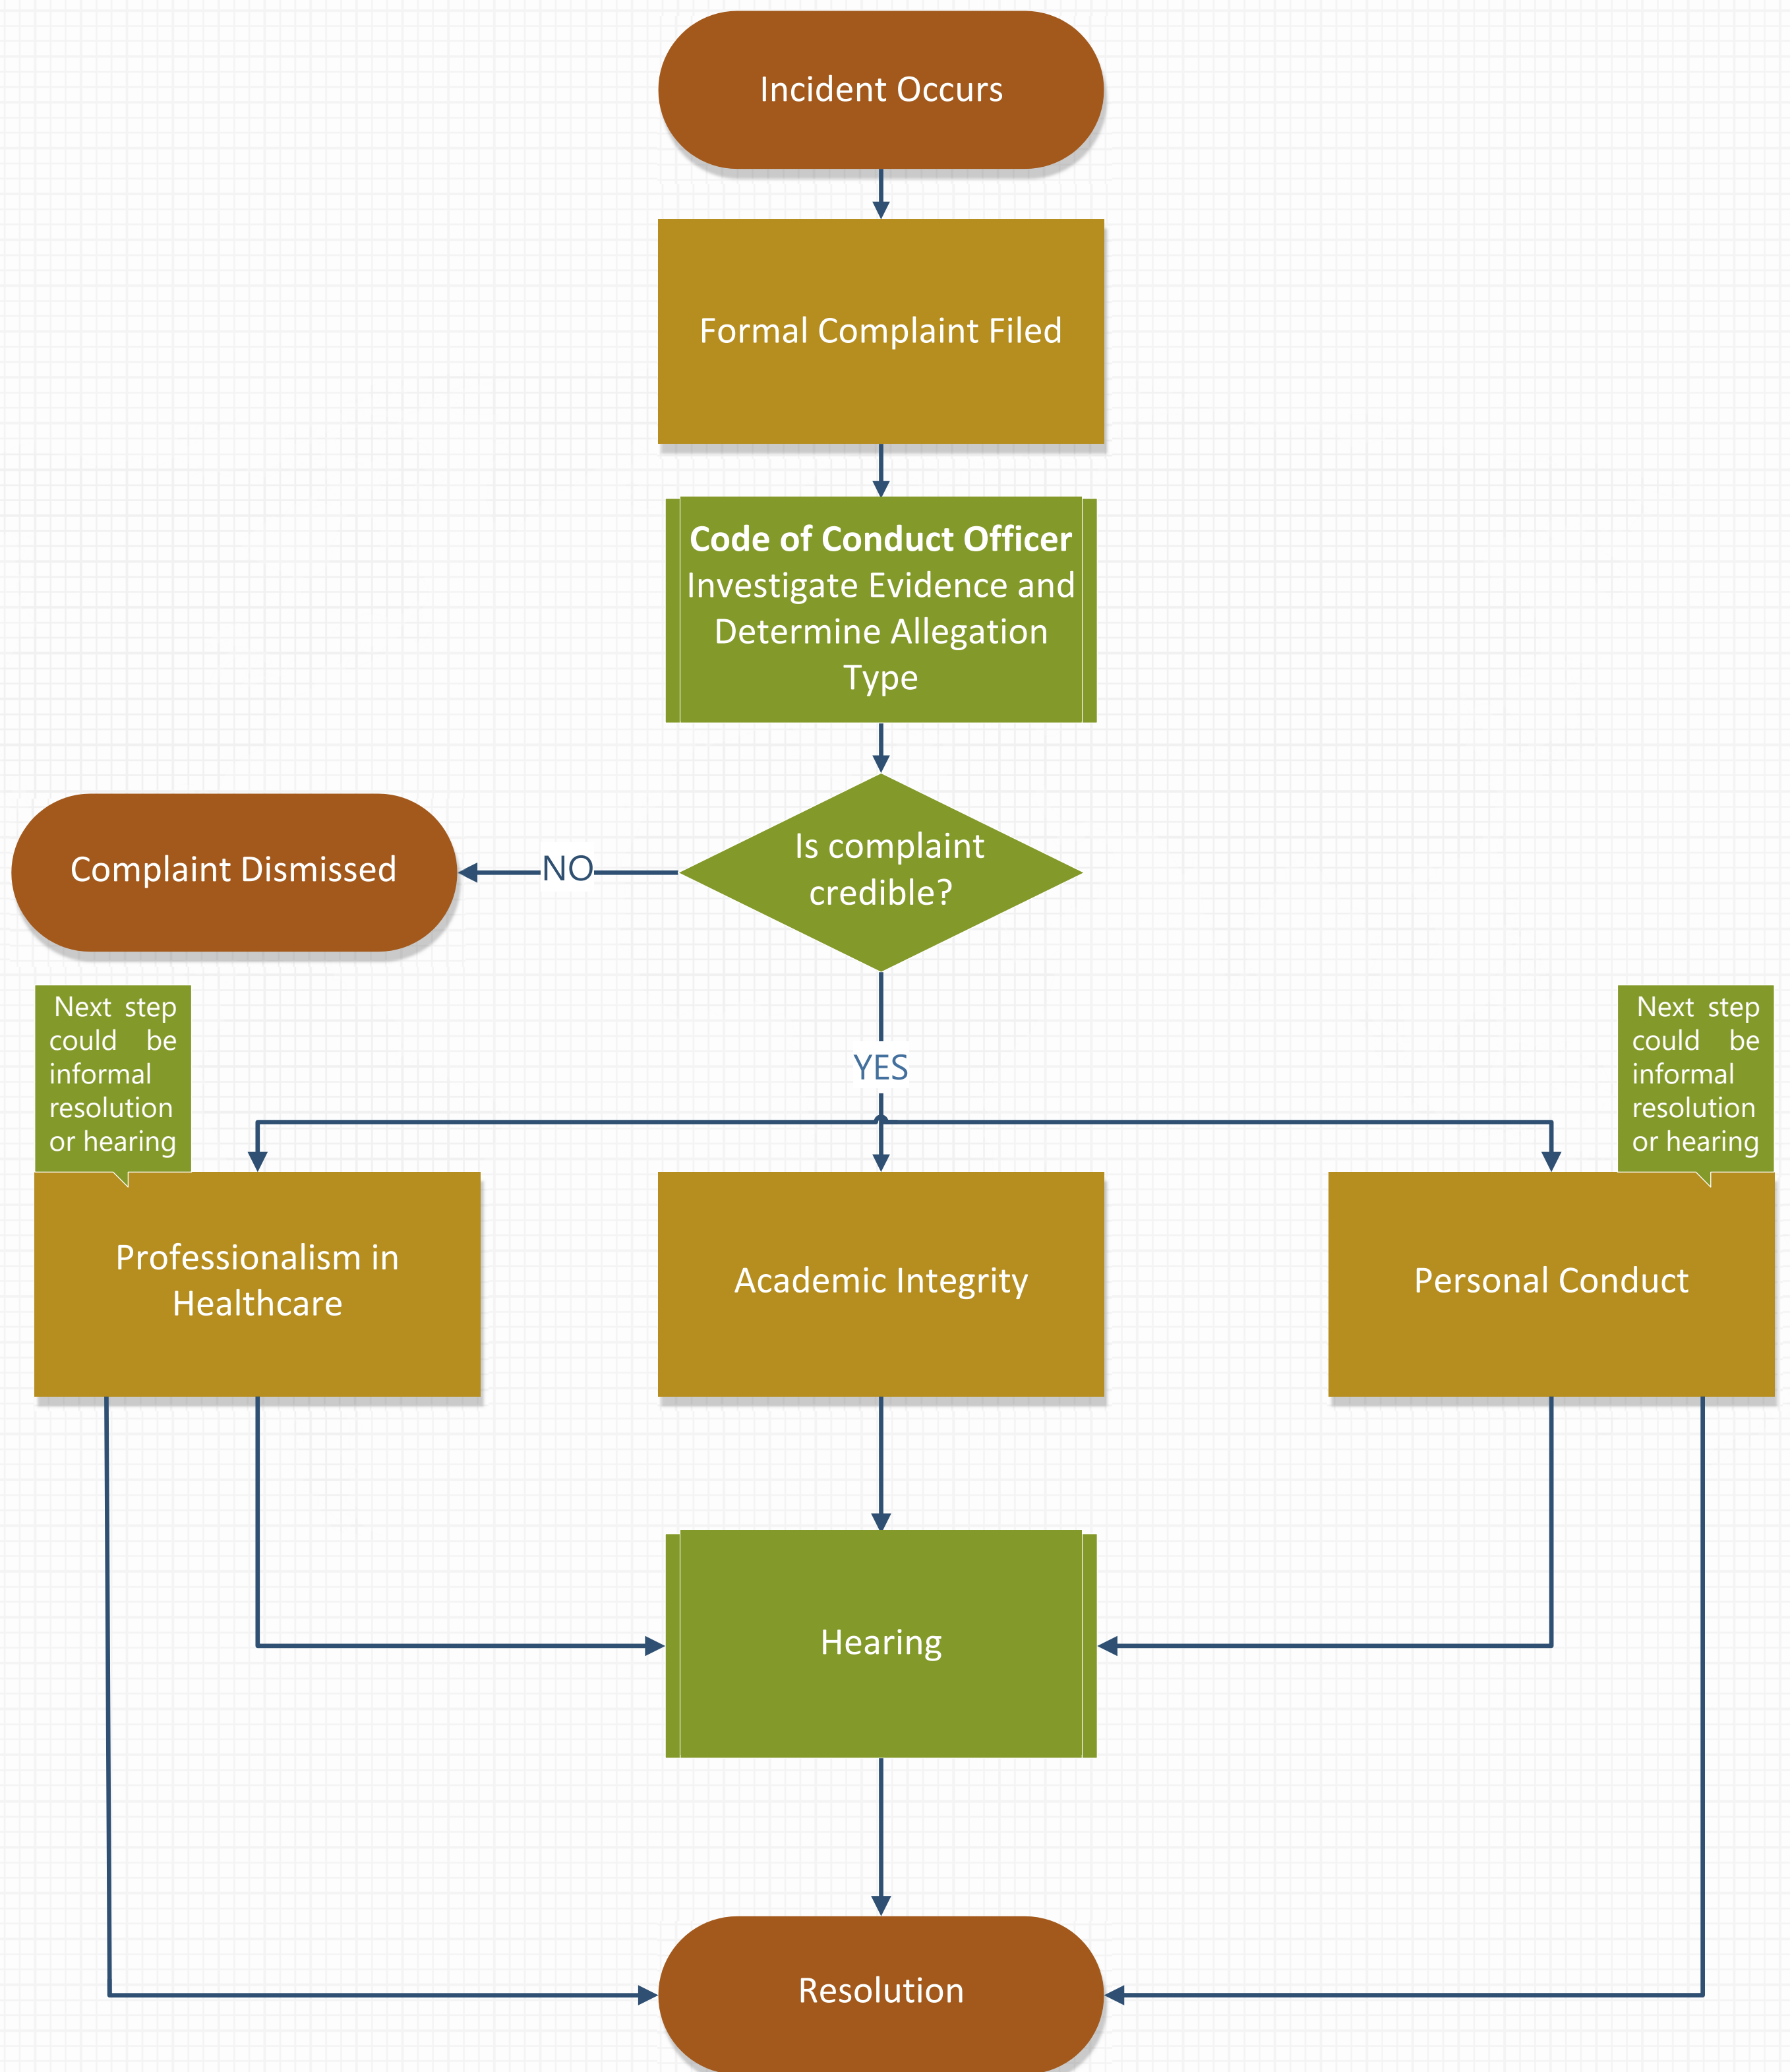 Incident Occurs
Formal Complaint Filed
Code of Conduct Officer
Investigate Evidence and
Determine Allegation
Type
Is complaint
credible?
NO
Complaint Dismissed
YES
Next step
could be
informal
resolution
or hearing
Next step
could be
informal
resolution
or hearing
Professionalism in
Healthcare
Academic Integrity
Personal Conduct
Hearing
Resolution